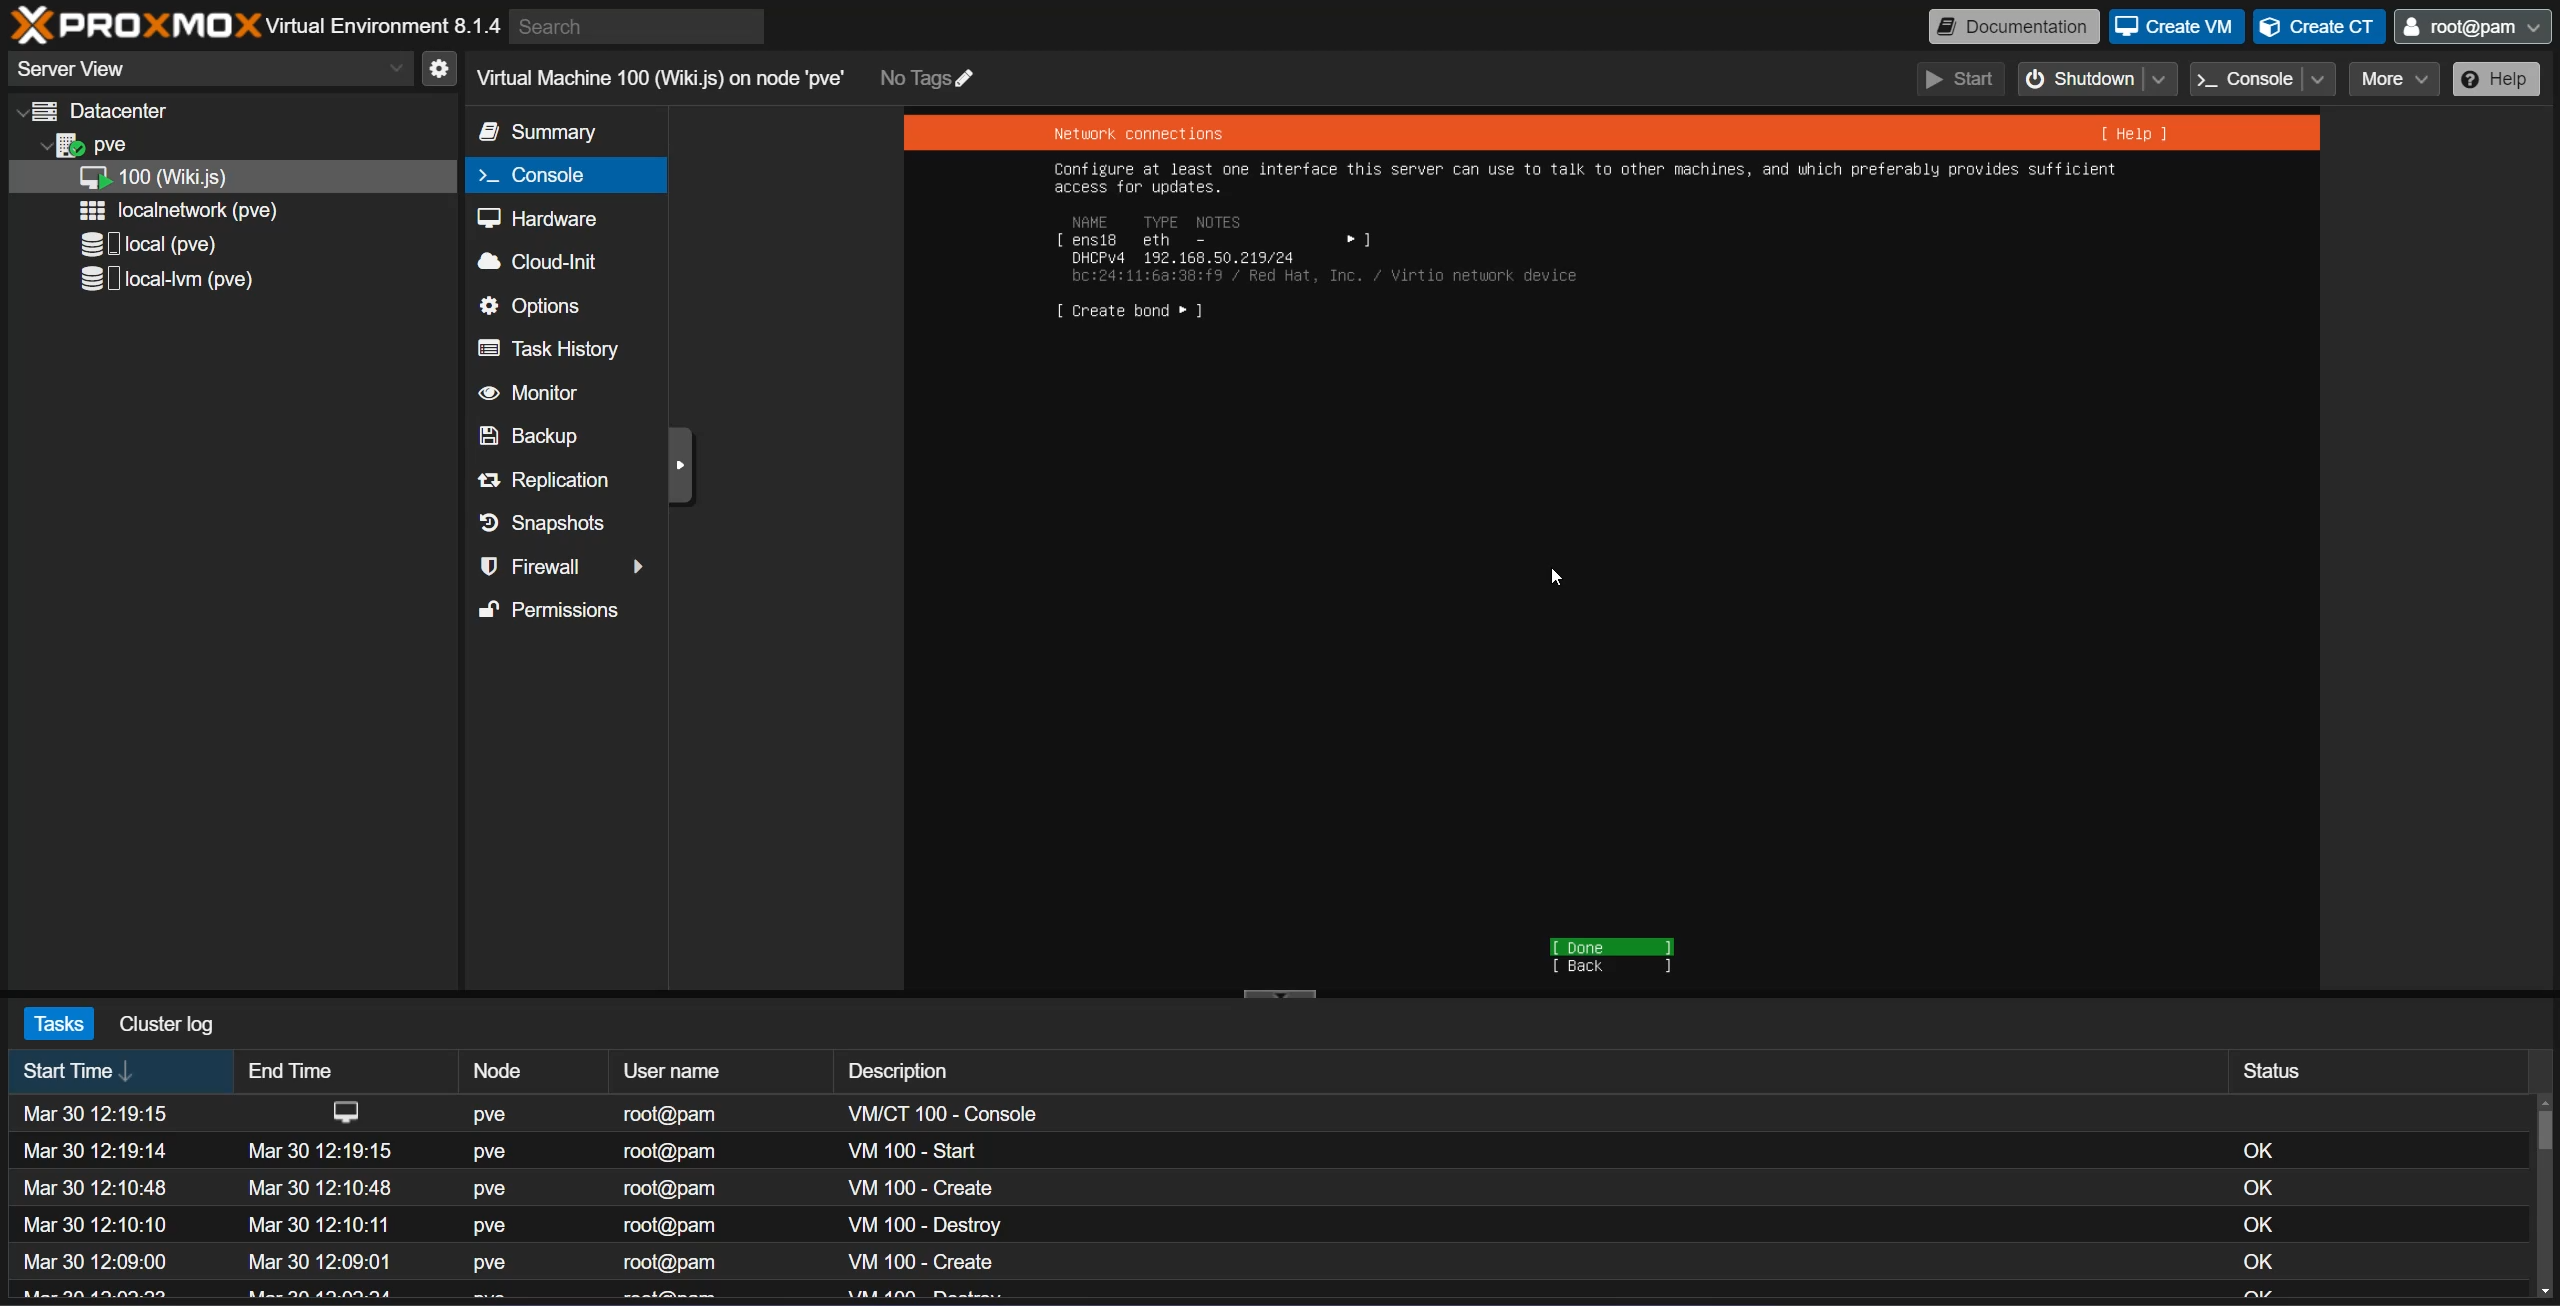 PROXMOX Virtual Environment 8.1.4 Search Documentation Create VM Create CT root@pam
Server View
Virtual Machine 100 (Wiki.js) on node 'pve' No Tags Start Shutdown Console More Help
Datacenter
pve
100 (Wiki.js)
localnetwork (pve)
local (pve)
local-lvm (pve)
Summary
Console
Hardware
Cloud-Init
Options
Task History
Monitor
Backup
Replication
Snapshots
Firewall
Permissions
Network connections [ Help ]
Configure at least one interface this server can use to talk to other machines, and which preferably provides sufficient
access for updates.
NAME TYPE NOTES
[ ens18 eth - ▸ ]
DHCPv4 192.168.50.219/24
bc:24:11:6a:38:f9 / Red Hat, Inc. / Virtio network device
[ Create bond ▸ ]
[ Done ]
[ Back ]
Tasks Cluster log
Start Time ↓ End Time Node User name Description Status
Mar 30 12:19:15 pve root@pam VM/CT 100 - Console
Mar 30 12:19:14 Mar 30 12:19:15 pve root@pam VM 100 - Start OK
Mar 30 12:10:48 Mar 30 12:10:48 pve root@pam VM 100 - Create OK
Mar 30 12:10:10 Mar 30 12:10:11 pve root@pam VM 100 - Destroy OK
Mar 30 12:09:00 Mar 30 12:09:01 pve root@pam VM 100 - Create OK